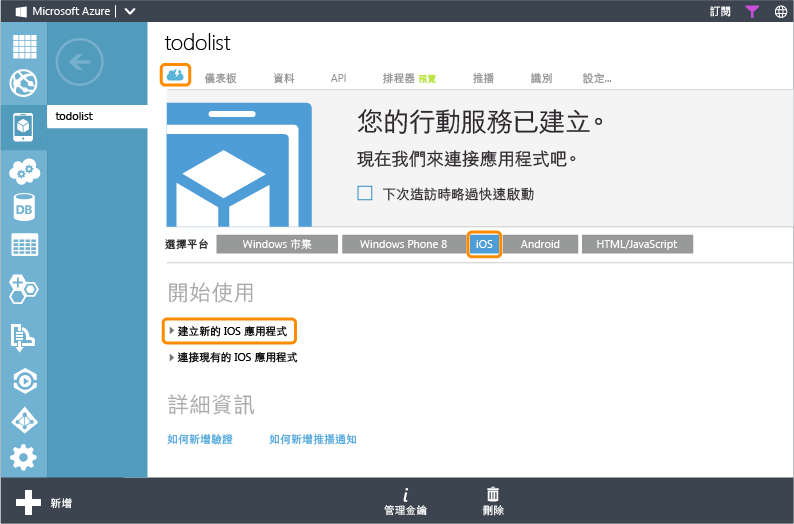 Microsoft Azure
訂閱
todolist
todolist
儀表板 資料 API 排程器 預覽 推播 識別 設定...
您的行動服務已建立。
現在我們來連接應用程式吧。
下次造訪時略過快速啟動
選擇平台 Windows 市集 Windows Phone 8 iOS Android HTML/JavaScript
開始使用
建立新的 IOS 應用程式
連接現有的 IOS 應用程式
詳細資訊
如何新增驗證 如何新增推播通知
DB
新增
管理金鑰
刪除